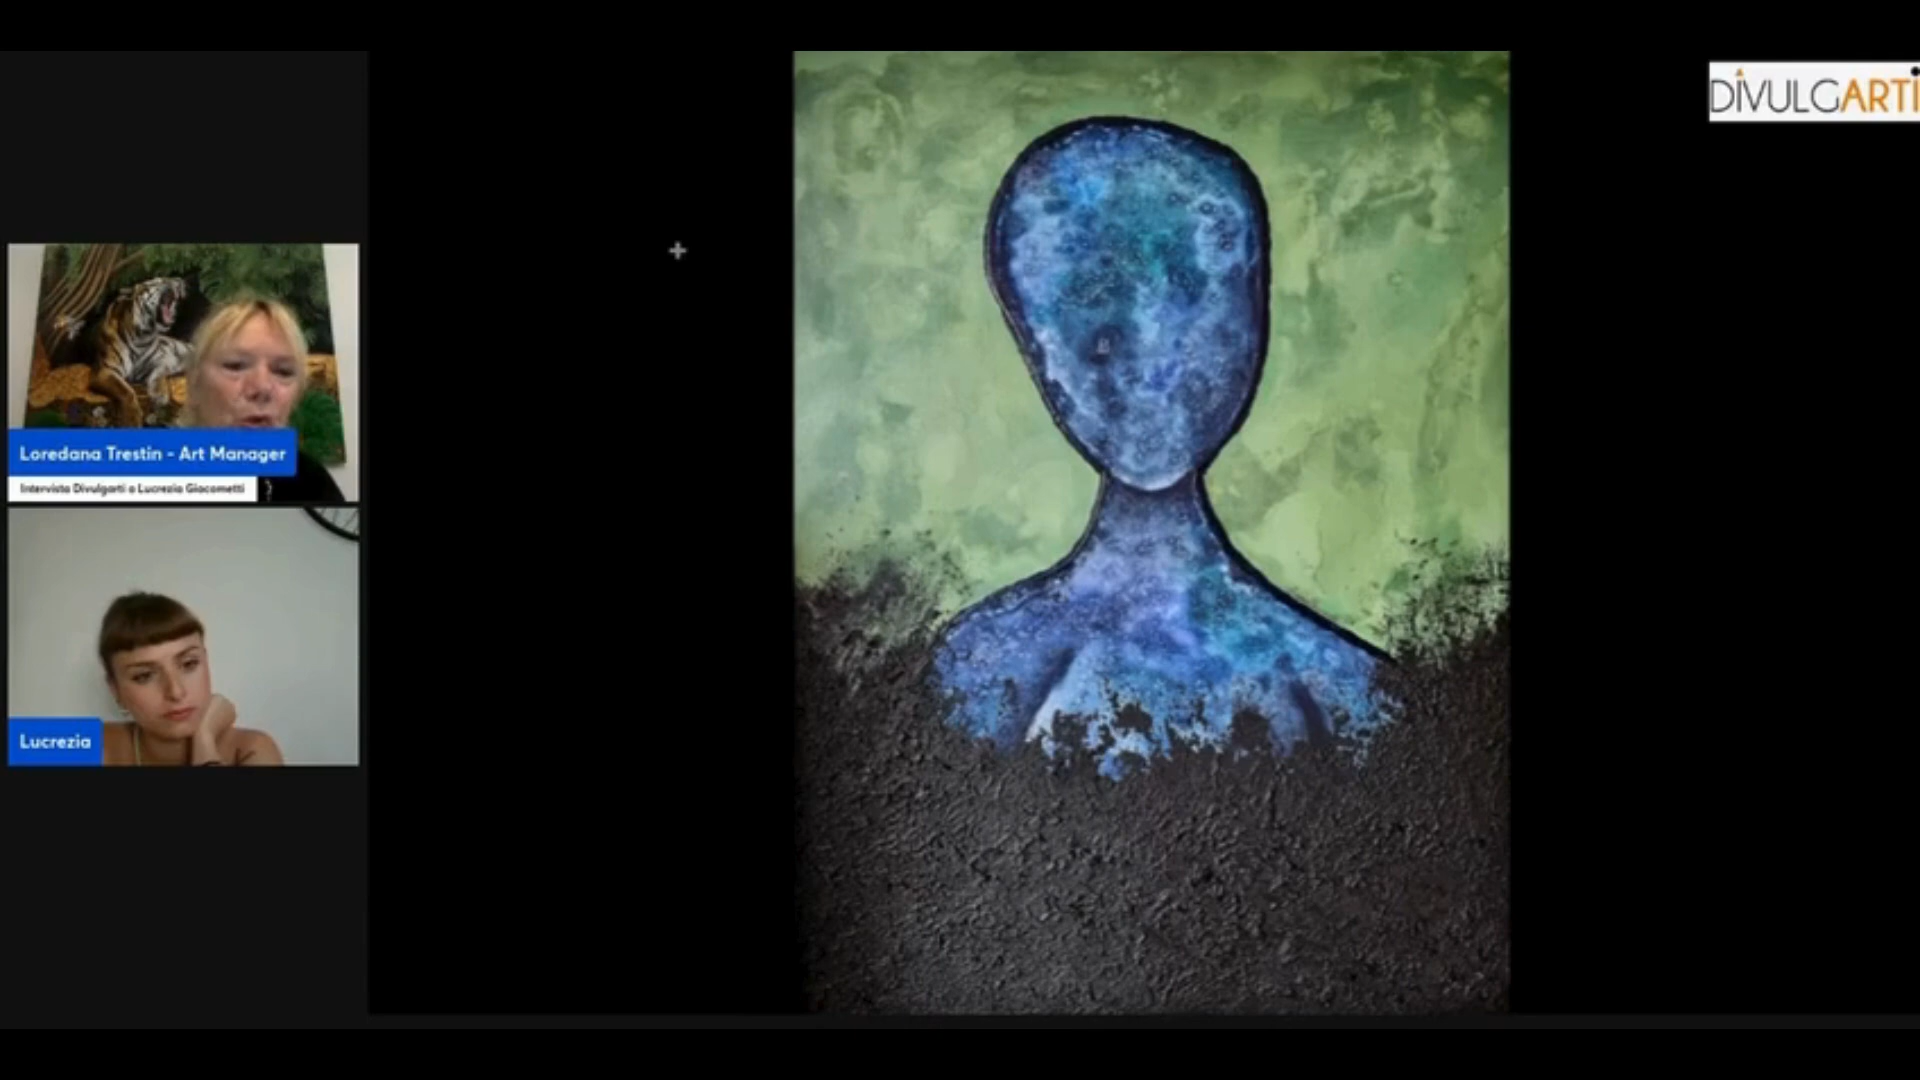 DIVULGARTI
Loredana Trestin - Art Manager
Intervista Divulgarti a Lucrezia Giacometti
Lucrezia